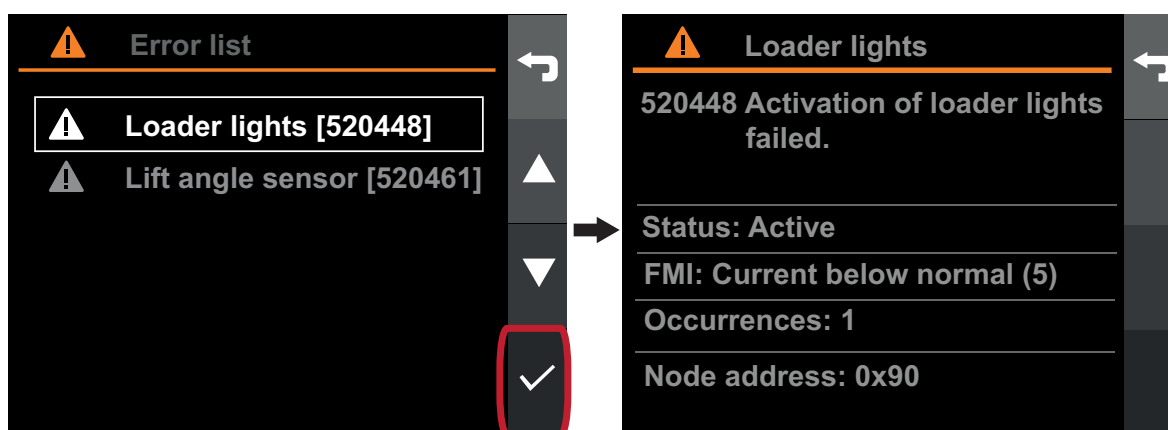 Error list
Loader lights [520448]
Lift angle sensor [520461]
Loader lights
520448 Activation of loader lights
failed.
Status: Active
FMI: Current below normal (5)
Occurrences: 1
Node address: 0x90